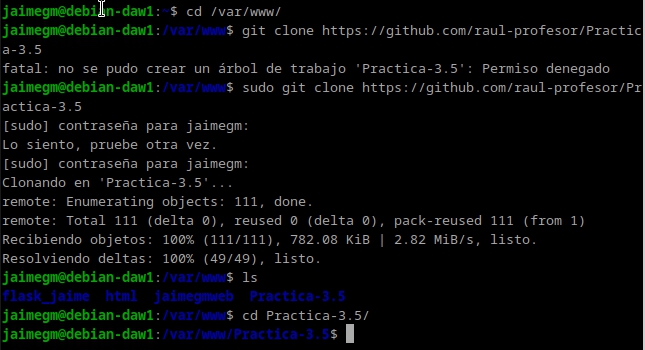 jaimegm@debian-daw1:~$ cd /var/www/
jaimegm@debian-daw1:/var/www$ git clone https://github.com/raul-profesor/Practic
a-3.5
fatal: no se pudo crear un árbol de trabajo 'Practica-3.5': Permiso denegado
jaimegm@debian-daw1:/var/www$ sudo git clone https://github.com/raul-profesor/Pr
actica-3.5
[sudo] contraseña para jaimegm:
Lo siento, pruebe otra vez.
[sudo] contraseña para jaimegm:
Clonando en 'Practica-3.5'...
remote: Enumerating objects: 111, done.
remote: Total 111 (delta 0), reused 0 (delta 0), pack-reused 111 (from 1)
Recibiendo objetos: 100% (111/111), 782.08 KiB | 2.82 MiB/s, listo.
Resolviendo deltas: 100% (49/49), listo.
jaimegm@debian-daw1:/var/www$ ls
flask_jaime  html  jaimegmweb  Practica-3.5
jaimegm@debian-daw1:/var/www$ cd Practica-3.5/
jaimegm@debian-daw1:/var/www/Practica-3.5$